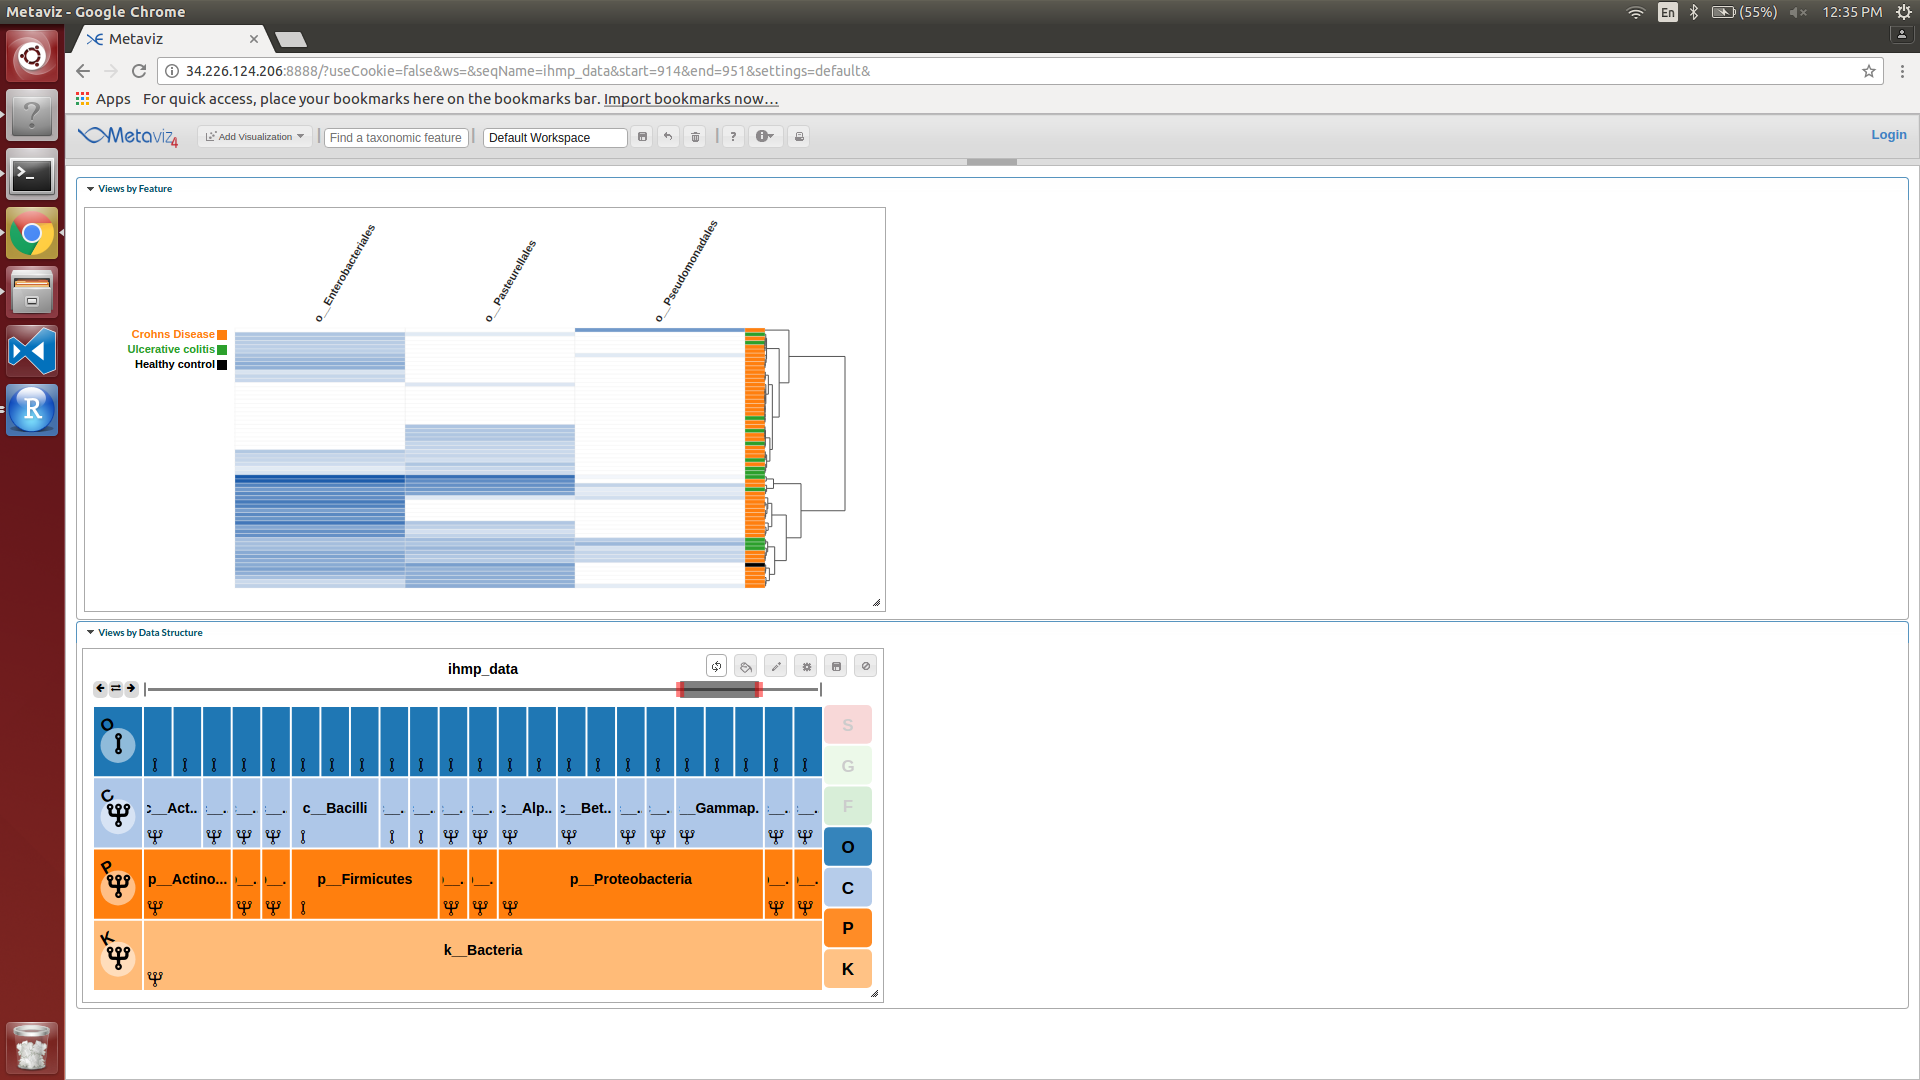 Metaviz - Google Chrome
En
(55%)
12:35 PM
Metaviz
34.226.124.206:8888/?useCookie=false&ws=&seqName=ihmp_data&start=914&end=951&settings=default&
Apps For quick access, place your bookmarks here on the bookmarks bar. Import bookmarks now…
Metaviz4
Add Visualization
Find a taxonomic feature
Default Workspace
?
Login
Views by Feature
o__Enterobacteriales
o__Pasteurellales
o__Pseudomonadales
Crohns Disease
Ulcerative colitis
Healthy control
Views by Data Structure
ihmp_data
O
S
G
C
c__Act..
c__Bacilli
c__Alp..
c__Bet..
__Gammap.
F
O
P
p__Actino...
p__Firmicutes
p__Proteobacteria
C
P
K
k__Bacteria
K